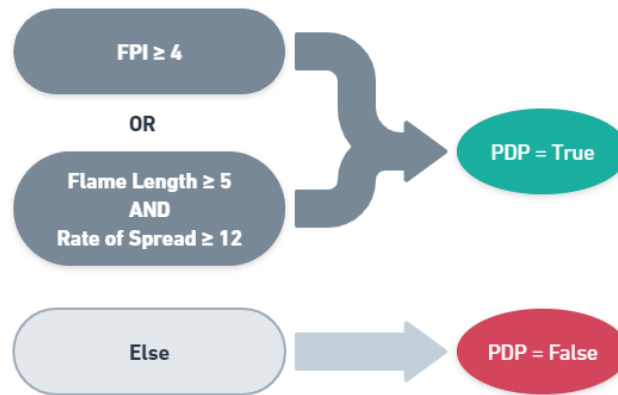 FPI ≥ 4
OR
PDP = True
Flame Length ≥ 5
AND
Rate of Spread ≥ 12
Else
PDP = False